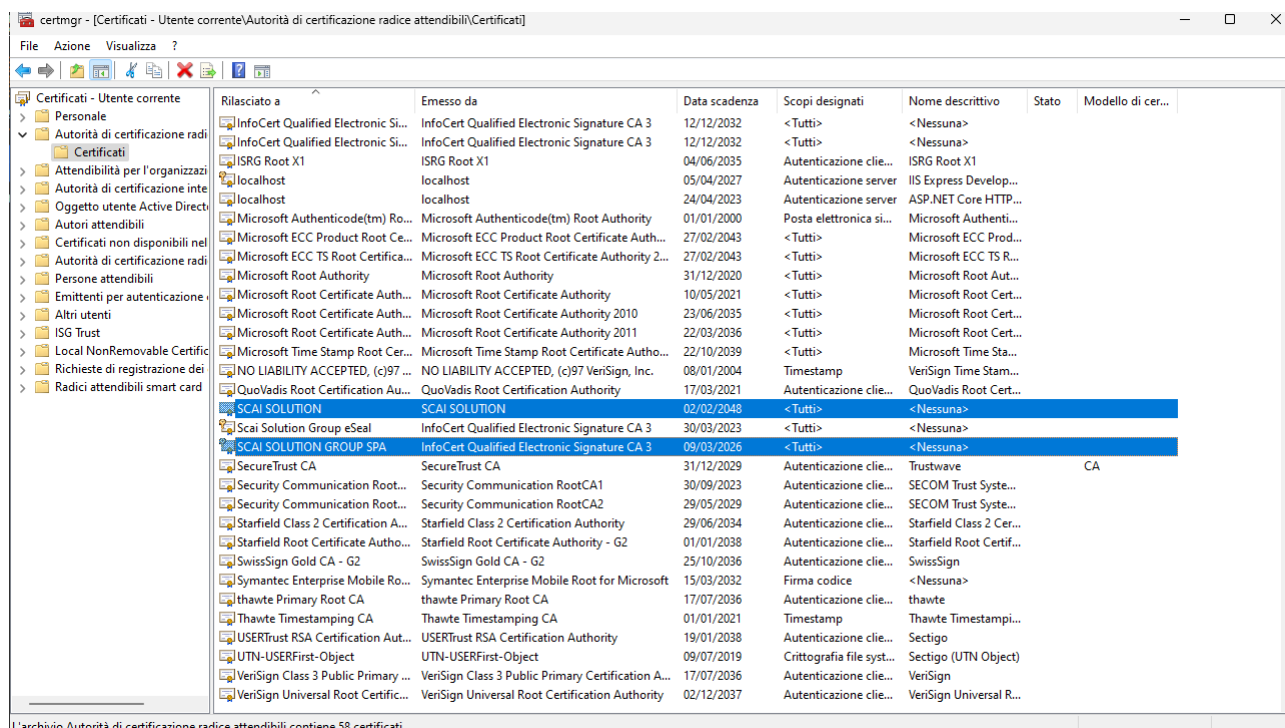 certmgr - [Certificati - Utente corrente\Autorità di certificazione radice attendibili\Certificati]
File Azione Visualizza ?
Certificati - Utente corrente
Personale
Autorità di certificazione radi
Certificati
Attendibilità per l'organizzazi
Autorità di certificazione inte
Oggetto utente Active Direct
Autori attendibili
Certificati non disponibili nel
Autorità di certificazione radi
Persone attendibili
Emittenti per autenticazione
Altri utenti
ISG Trust
Local NonRemovable Certific
Richieste di registrazione dei
Radici attendibili smart card
Rilasciato a Emesso da Data scadenza Scopi designati Nome descrittivo Stato Modello di cer...
InfoCert Qualified Electronic Si... InfoCert Qualified Electronic Signature CA 3 12/12/2032 <Tutti> <Nessuna>
InfoCert Qualified Electronic Si... InfoCert Qualified Electronic Signature CA 3 12/12/2032 <Tutti> <Nessuna>
ISRG Root X1 ISRG Root X1 04/06/2035 Autenticazione clie... ISRG Root X1
localhost localhost 05/04/2027 Autenticazione server IIS Express Develop...
localhost localhost 24/04/2023 Autenticazione server ASP.NET Core HTTP...
Microsoft Authenticode(tm) Ro... Microsoft Authenticode(tm) Root Authority 01/01/2000 Posta elettronica si... Microsoft Authenti...
Microsoft ECC Product Root Ce... Microsoft ECC Product Root Certificate Auth... 27/02/2043 <Tutti> Microsoft ECC Prod...
Microsoft ECC TS Root Certifica... Microsoft ECC TS Root Certificate Authority 2... 27/02/2043 <Tutti> Microsoft ECC TS R...
Microsoft Root Authority Microsoft Root Authority 31/12/2020 <Tutti> Microsoft Root Aut...
Microsoft Root Certificate Auth... Microsoft Root Certificate Authority 10/05/2021 <Tutti> Microsoft Root Cert...
Microsoft Root Certificate Auth... Microsoft Root Certificate Authority 2010 23/06/2035 <Tutti> Microsoft Root Cert...
Microsoft Root Certificate Auth... Microsoft Root Certificate Authority 2011 22/03/2036 <Tutti> Microsoft Root Cert...
Microsoft Time Stamp Root Cer... Microsoft Time Stamp Root Certificate Autho... 22/10/2039 <Tutti> Microsoft Time Sta...
NO LIABILITY ACCEPTED, (c)97 ... NO LIABILITY ACCEPTED, (c)97 VeriSign, Inc. 08/01/2004 Timestamp VeriSign Time Stam...
QuoVadis Root Certification Au... QuoVadis Root Certification Authority 17/03/2021 Autenticazione clie... QuoVadis Root Cert...
SCAI SOLUTION SCAI SOLUTION 02/02/2048 <Tutti> <Nessuna>
Scai Solution Group eSeal InfoCert Qualified Electronic Signature CA 3 30/03/2023 <Tutti> <Nessuna>
SCAI SOLUTION GROUP SPA InfoCert Qualified Electronic Signature CA 3 09/03/2026 <Tutti> <Nessuna>
SecureTrust CA SecureTrust CA 31/12/2029 Autenticazione clie... Trustwave CA
Security Communication Root... Security Communication RootCA1 30/09/2023 Autenticazione clie... SECOM Trust Syste...
Security Communication Root... Security Communication RootCA2 29/05/2029 Autenticazione clie... SECOM Trust Syste...
Starfield Class 2 Certification A... Starfield Class 2 Certification Authority 29/06/2034 Autenticazione clie... Starfield Class 2 Cer...
Starfield Root Certificate Autho... Starfield Root Certificate Authority - G2 01/01/2038 Autenticazione clie... Starfield Root Certif...
SwissSign Gold CA - G2 SwissSign Gold CA - G2 25/10/2036 Autenticazione clie... SwissSign
Symantec Enterprise Mobile Ro... Symantec Enterprise Mobile Root for Microsoft 15/03/2032 Firma codice <Nessuna>
thawte Primary Root CA thawte Primary Root CA 17/07/2036 Autenticazione clie... thawte
Thawte Timestamping CA Thawte Timestamping CA 01/01/2021 Timestamp Thawte Timestampi...
USERTrust RSA Certification Aut... USERTrust RSA Certification Authority 19/01/2038 Autenticazione clie... Sectigo
UTN-USERFirst-Object UTN-USERFirst-Object 09/07/2019 Crittografia file syst... Sectigo (UTN Object)
VeriSign Class 3 Public Primary ... VeriSign Class 3 Public Primary Certification A... 17/07/2036 Autenticazione clie... VeriSign
VeriSign Universal Root Certific... VeriSign Universal Root Certification Authority 02/12/2037 Autenticazione clie... VeriSign Universal R...
L'archivio Autorità di certificazione radice attendibili contiene 58 certificati